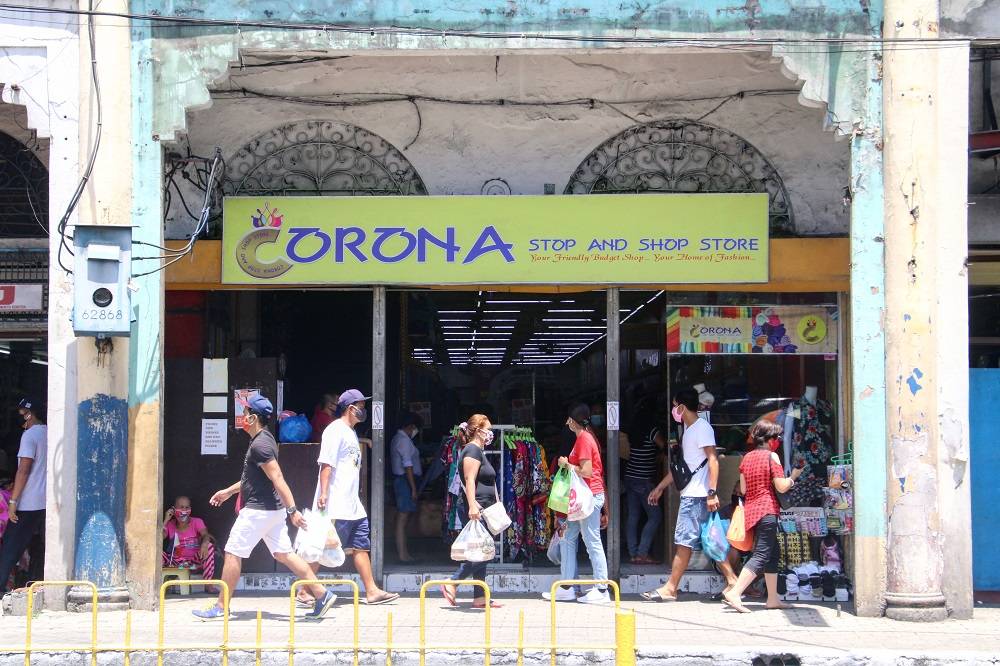 CORONA STOP AND SHOP STORE
Your Friendly Budget Shop... Your Home of Fashion...
CORONA
62868